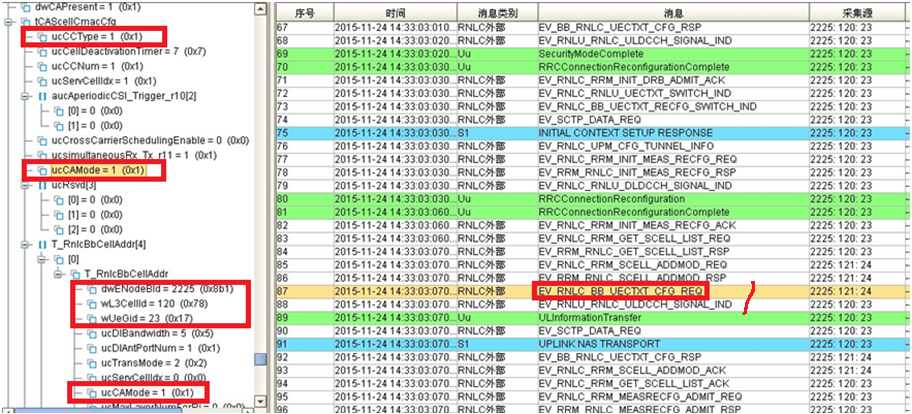 dwCAPresent = 1 (0x1)
tCAScellCmacCfg
ucCCType = 1 (0x1)
ucCellDeactivationTimer = 7 (0x7)
ucCCNum = 1 (0x1)
ucServCellIdx = 1 (0x1)
aucAperiodicCSI_Trigger_r10[2]
[0] = 0 (0x0)
[1] = 0 (0x0)
ucCrossCarrierSchedulingEnable = 0 (0x0)
ucsimultaneousRx_Tx_r11 = 1 (0x1)
ucCAMode = 1 (0x1)
ucRsvd[3]
[0] = 0 (0x0)
[1] = 0 (0x0)
[2] = 0 (0x0)
T_RnlcBbCellAddr[4]
[0]
T_RnlcBbCellAddr
dwENodeBId = 2225 (0x8b1)
wL3CellId = 120 (0x78)
wUeGid = 23 (0x17)
ucDlBandwidth = 5 (0x5)
ucDlAntPortNum = 1 (0x1)
ucTransMode = 2 (0x2)
ucServCellIdx = 0 (0x0)
ucCAMode = 1 (0x1)
序号 时间 消息类别 消息 采集源
67 2015-11-24 14:33:03:010... RNLC外部 EV_BB_RNLC_UECTXT_CFG_RSP 2225: 120: 23
68 2015-11-24 14:33:03:010... RNLC外部 EV_RNLU_RNLC_ULDCCH_SIGNAL_IND 2225: 120: 23
69 2015-11-24 14:33:03:010... Uu SecurityModeComplete 2225: 120: 23
70 2015-11-24 14:33:03:030... Uu RRCConnectionReconfigurationComplete 2225: 120: 23
71 2015-11-24 14:33:03:030... RNLC外部 EV_RNLC_RRM_INIT_DRB_ADMIT_ACK 2225: 120: 23
72 2015-11-24 14:33:03:030... RNLC外部 EV_RNLC_RNLU_UECTXT_SWITCH_IND 2225: 120: 23
73 2015-11-24 14:33:03:030... RNLC外部 EV_RNLC_BB_UECTXT_RECFG_SWITCH_IND 2225: 120: 23
74 2015-11-24 14:33:03:030... RNLC外部 EV_SCTP_DATA_REQ 2225: 120: 23
75 2015-11-24 14:33:03:030... S1 INITIAL CONTEXT SETUP RESPONSE 2225: 120: 23
76 2015-11-24 14:33:03:030... RNLC外部 EV_RNLC_UPM_CFG_TUNNEL_INFO 2225: 120: 23
77 2015-11-24 14:33:03:030... RNLC外部 EV_RNLC_RRM_INIT_MEAS_RECFG_REQ 2225: 120: 23
78 2015-11-24 14:33:03:030... RNLC外部 EV_RRM_RNLC_INIT_MEAS_RECFG_RSP 2225: 120: 23
79 2015-11-24 14:33:03:030... RNLC外部 EV_RNLC_RNLU_DLDCCH_SIGNAL_IND 2225: 120: 23
80 2015-11-24 14:33:03:030... Uu RRCConnectionReconfiguration 2225: 120: 23
81 2015-11-24 14:33:03:060... Uu RRCConnectionReconfigurationComplete 2225: 120: 23
82 2015-11-24 14:33:03:060... RNLC外部 EV_RNLC_RRM_INIT_MEAS_RECFG_ACK 2225: 120: 23
83 2015-11-24 14:33:03:060... RNLC外部 EV_RNLC_RRM_GET_SCELL_LIST_REQ 2225: 120: 23
84 2015-11-24 14:33:03:060... RNLC外部 EV_RRM_RNLC_GET_SCELL_LIST_RSP 2225: 120: 23
85 2015-11-24 14:33:03:070... RNLC外部 EV_RNLC_RRM_SCELL_ADDMOD_REQ 2225: 121: 24
86 2015-11-24 14:33:03:070... RNLC外部 EV_RRM_RNLC_SCELL_ADDMOD_RSP 2225: 121: 24
87 2015-11-24 14:33:03:070... RNLC外部 EV_RNLC_BB_UECTXT_CFG_REQ 2225: 121: 24
88 2015-11-24 14:33:03:070... RNLC外部 EV_RNLU_RNLC_ULDCCH_SIGNAL_IND 2225: 120: 23
89 2015-11-24 14:33:03:070... Uu ULInformationTransfer 2225: 120: 23
90 2015-11-24 14:33:03:070... RNLC外部 EV_SCTP_DATA_REQ 2225: 120: 23
91 2015-11-24 14:33:03:070... S1 UPLINK NAS TRANSPORT 2225: 120: 23
92 2015-11-24 14:33:03:070... RNLC外部 EV_BB_RNLC_UECTXT_CFG_RSP 2225: 121: 24
93 2015-11-24 14:33:03:070... RNLC外部 EV_RNLC_RRM_SCELL_ADDMOD_ACK 2225: 121: 24
94 2015-11-24 14:33:03:070... RNLC外部 EV_RNLC_RRM_GET_SCELL_LIST_ACK 2225: 120: 23
95 2015-11-24 14:33:03:070... RNLC外部 EV_RNLC_RRM_MEASRECFG_ADMIT_REQ 2225: 120: 23
96 2015-11-24 14:33:03:070... RNLC外部 EV_RRM_RNLC_MEASRECFG_ADMIT_RSP 2225: 120: 23